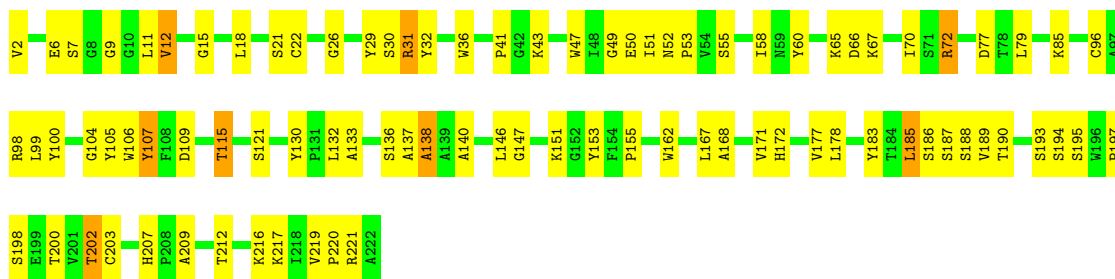 V2 E6 S7 G8 G9 G10 L11 V12 G15 L18 S21 C22 G26 Y29 S30 R31 Y32 W36 P41 G42 K43 W47 I48 G49 E50 I51 N52 P53 V54 S55 I58 N59 Y60 K65 D66 K67 I70 S71 R72 D77 T78 L79 K85 C96 A97
R98 L99 Y100 G104 Y105 W106 Y107 F108 D109 T115 S121 Y130 P131 L132 A133 S136 A137 A138 A139 A140 L146 G147 K151 G152 Y153 F154 P155 W162 L167 A168 V171 H172 V177 L178 Y183 T184 L185 S186 S187 S188 V189 T190 S193 S194 S195 W196 P197
S198 E199 T200 V201 T202 C203 H207 P208 A209 T212 K216 K217 I218 V219 P220 R221 A222